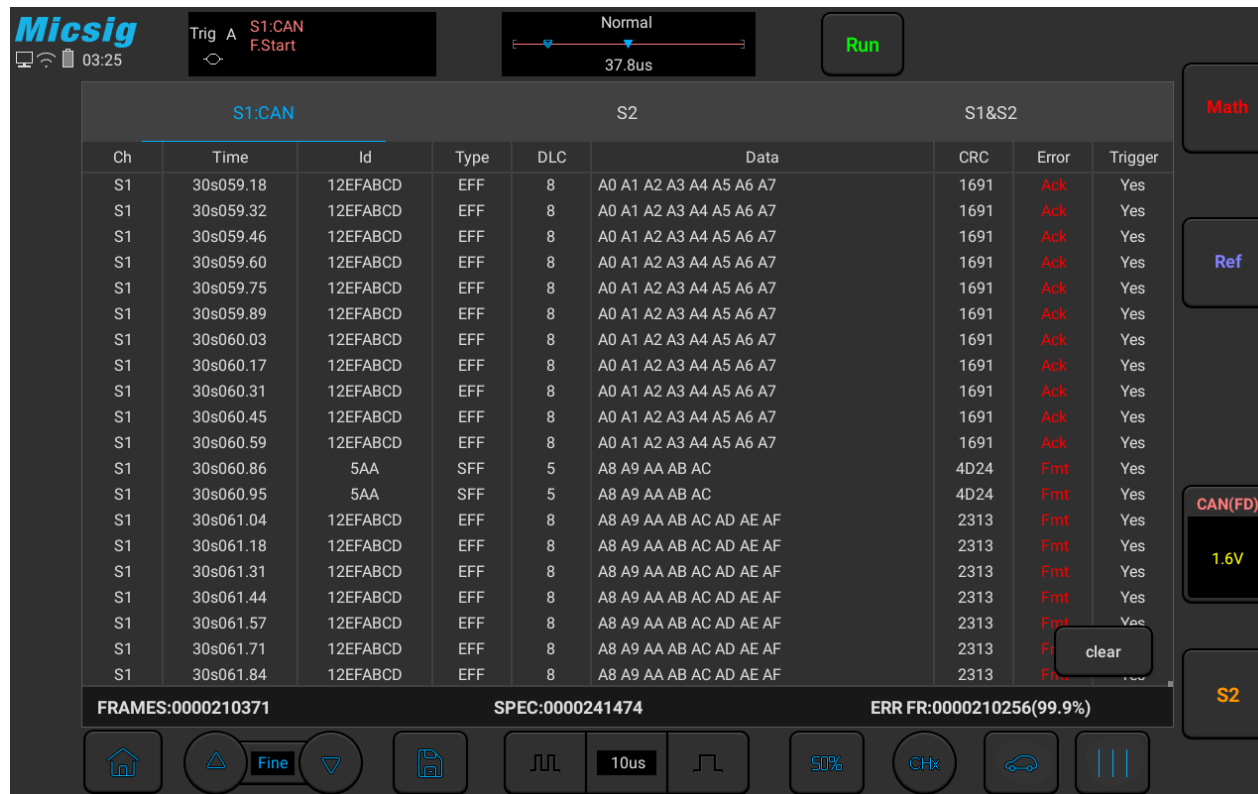 Micsig
03:25
Trig A S1:CAN
F.Start
Normal
37.8us
Run
S1:CAN S2 S1&S2
Ch Time Id Type DLC Data CRC Error Trigger
S1 30s059.18 12EFABCD EFF 8 A0 A1 A2 A3 A4 A5 A6 A7 1691 Ack Yes
S1 30s059.32 12EFABCD EFF 8 A0 A1 A2 A3 A4 A5 A6 A7 1691 Ack Yes
S1 30s059.46 12EFABCD EFF 8 A0 A1 A2 A3 A4 A5 A6 A7 1691 Ack Yes
S1 30s059.60 12EFABCD EFF 8 A0 A1 A2 A3 A4 A5 A6 A7 1691 Ack Yes
S1 30s059.75 12EFABCD EFF 8 A0 A1 A2 A3 A4 A5 A6 A7 1691 Ack Yes
S1 30s059.89 12EFABCD EFF 8 A0 A1 A2 A3 A4 A5 A6 A7 1691 Ack Yes
S1 30s060.03 12EFABCD EFF 8 A0 A1 A2 A3 A4 A5 A6 A7 1691 Ack Yes
S1 30s060.17 12EFABCD EFF 8 A0 A1 A2 A3 A4 A5 A6 A7 1691 Ack Yes
S1 30s060.31 12EFABCD EFF 8 A0 A1 A2 A3 A4 A5 A6 A7 1691 Ack Yes
S1 30s060.45 12EFABCD EFF 8 A0 A1 A2 A3 A4 A5 A6 A7 1691 Ack Yes
S1 30s060.59 12EFABCD EFF 8 A0 A1 A2 A3 A4 A5 A6 A7 1691 Ack Yes
S1 30s060.86 5AA SFF 5 A8 A9 AA AB AC 4D24 Fmt Yes
S1 30s060.95 5AA SFF 5 A8 A9 AA AB AC 4D24 Fmt Yes
S1 30s061.04 12EFABCD EFF 8 A8 A9 AA AB AC AD AE AF 2313 Fmt Yes
S1 30s061.18 12EFABCD EFF 8 A8 A9 AA AB AC AD AE AF 2313 Fmt Yes
S1 30s061.31 12EFABCD EFF 8 A8 A9 AA AB AC AD AE AF 2313 Fmt Yes
S1 30s061.44 12EFABCD EFF 8 A8 A9 AA AB AC AD AE AF 2313 Fmt Yes
S1 30s061.57 12EFABCD EFF 8 A8 A9 AA AB AC AD AE AF 2313 Fmt Yes
S1 30s061.71 12EFABCD EFF 8 A8 A9 AA AB AC AD AE AF 2313
S1 30s061.84 12EFABCD EFF 8 A8 A9 AA AB AC AD AE AF 2313
clear
FRAMES:0000210371 SPEC:0000241474 ERR FR:0000210256(99.9%)
Math
Ref
CAN(FD)
1.6V
S2
Fine 10us 50% CHx